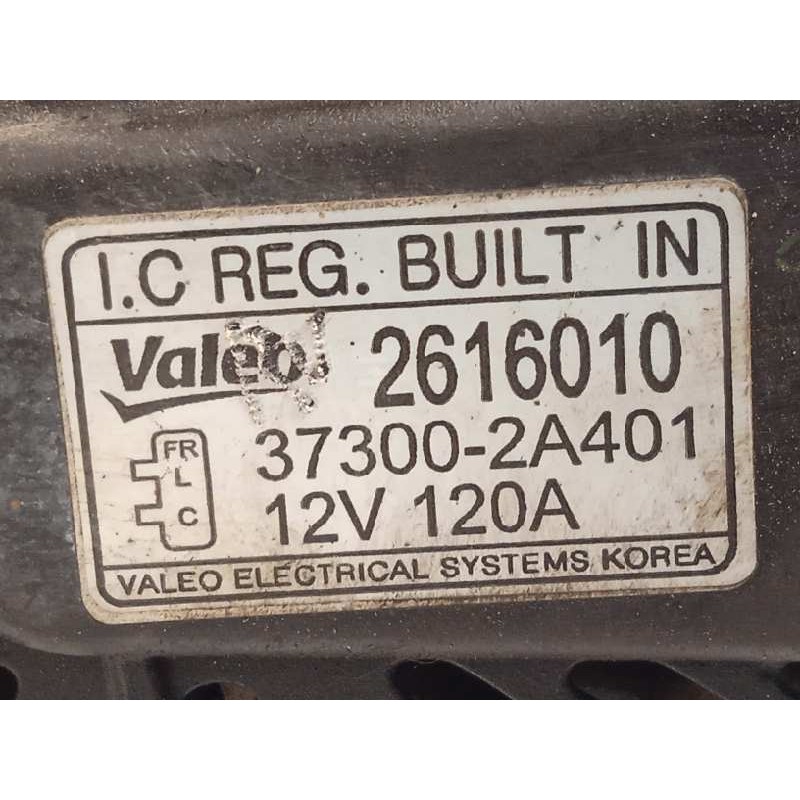 I.C REG. BUILT IN
Valeo 2616010
37300-2A401
12V 120A
FR
L
C
VALEO ELECTRICAL SYSTEMS KOREA